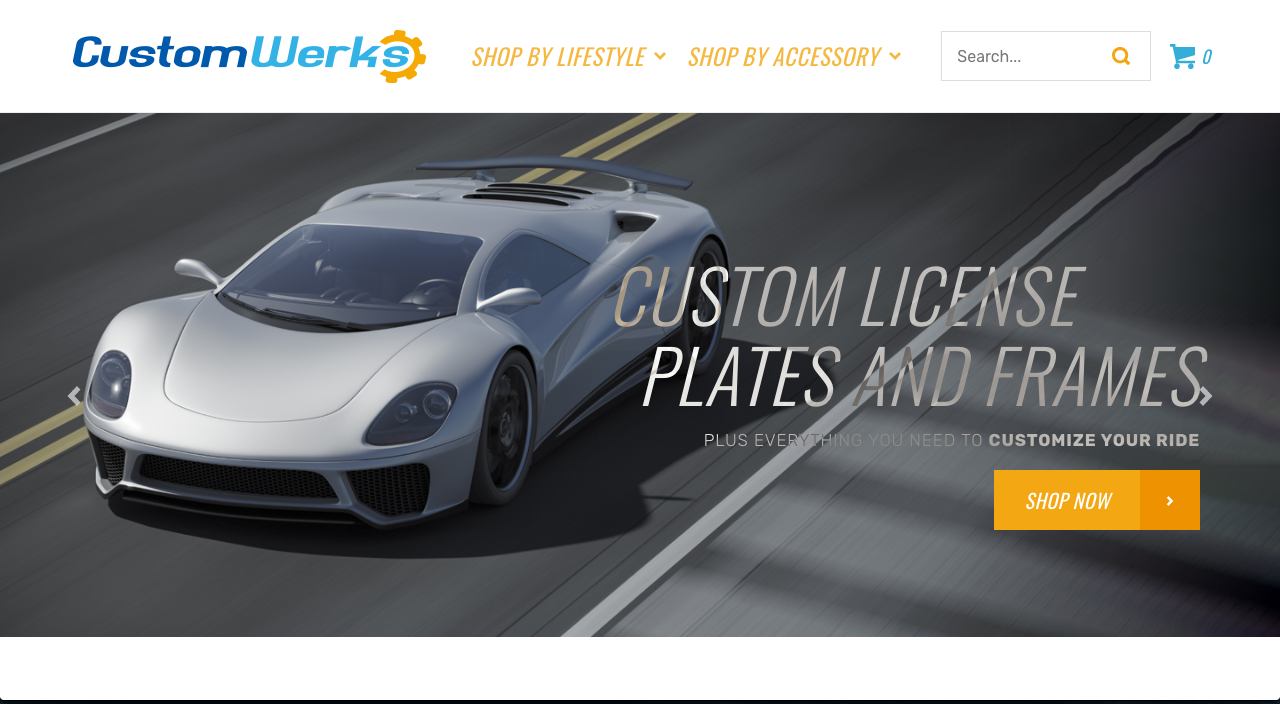 CustomWerks
SHOP BY LIFESTYLE
SHOP BY ACCESSORY
Search...
0
CUSTOM LICENSE
PLATES AND FRAMES
PLUS EVERYTHING YOU NEED TO CUSTOMIZE YOUR RIDE
SHOP NOW